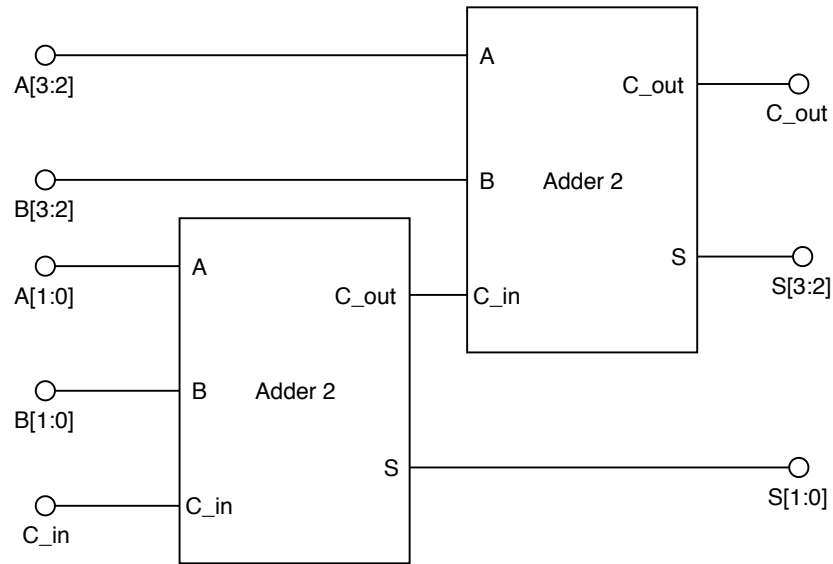 A[3:2]
A
C_out
C_out
B[3:2]
B
Adder 2
A[1:0]
A
S
S[3:2]
C_out
C_in
B[1:0]
B
Adder 2
S
S[1:0]
C_in
C_in